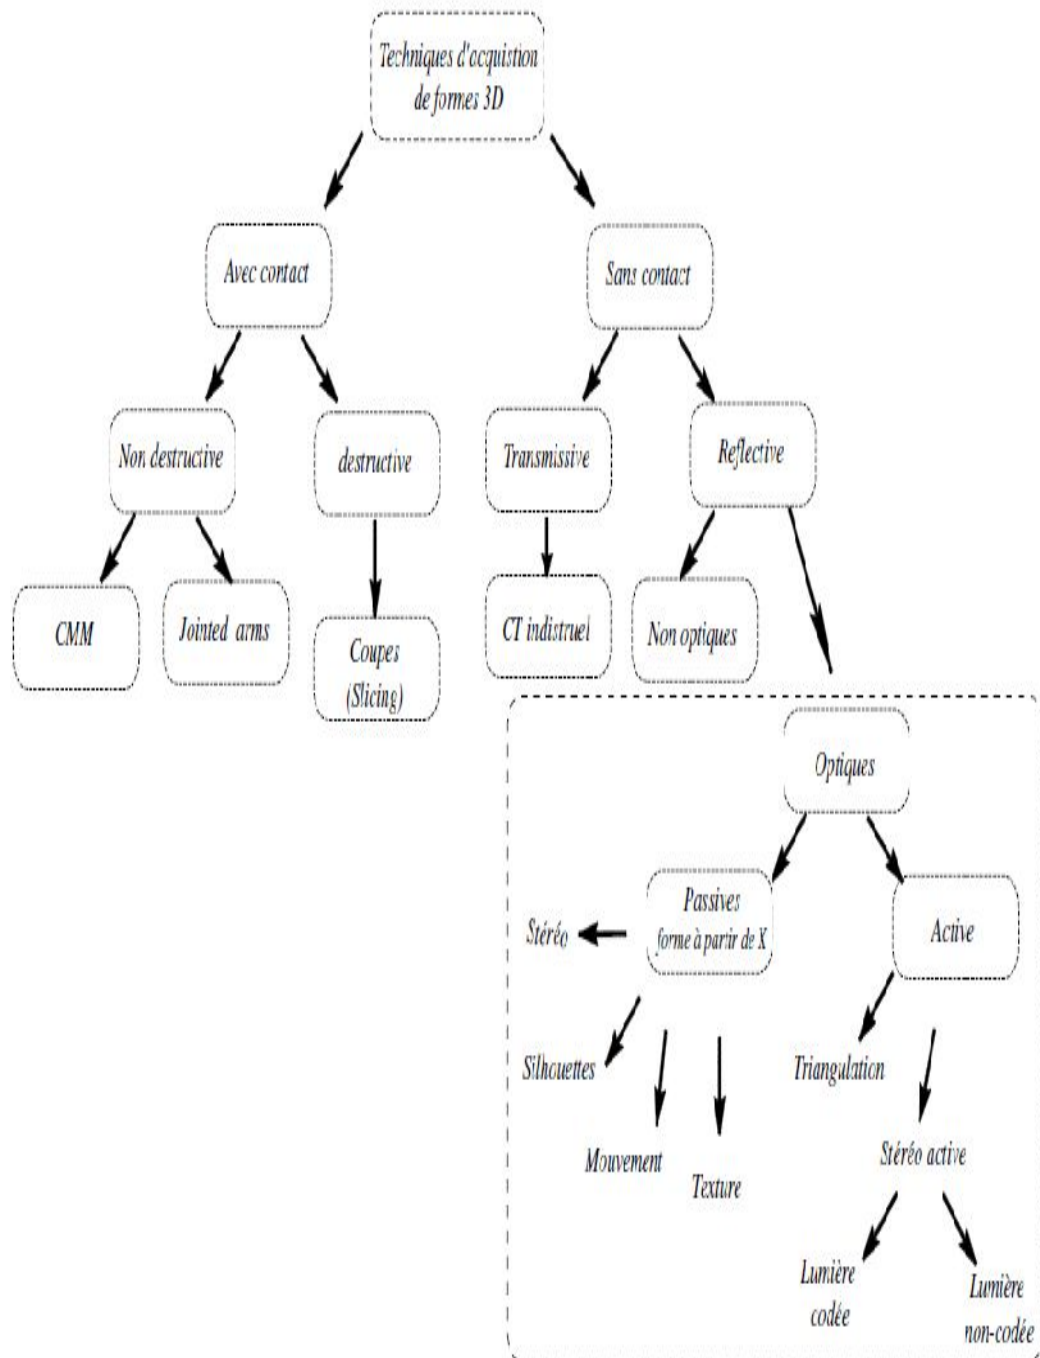 Techniques d'acquistion
de formes 3D
Avec contact
Sans contact
Non destructive
destructive
Transmissive
Reflective
CMM
Jointed arms
Coupes
(Slicing)
CT indistruel
Non optiques
Optiques
Passives
forme à partir de X
Active
Stéréo
Silhouettes
Mouvement
Texture
Triangulation
Stéréo active
Lumière
codée
Lumière
non-codée